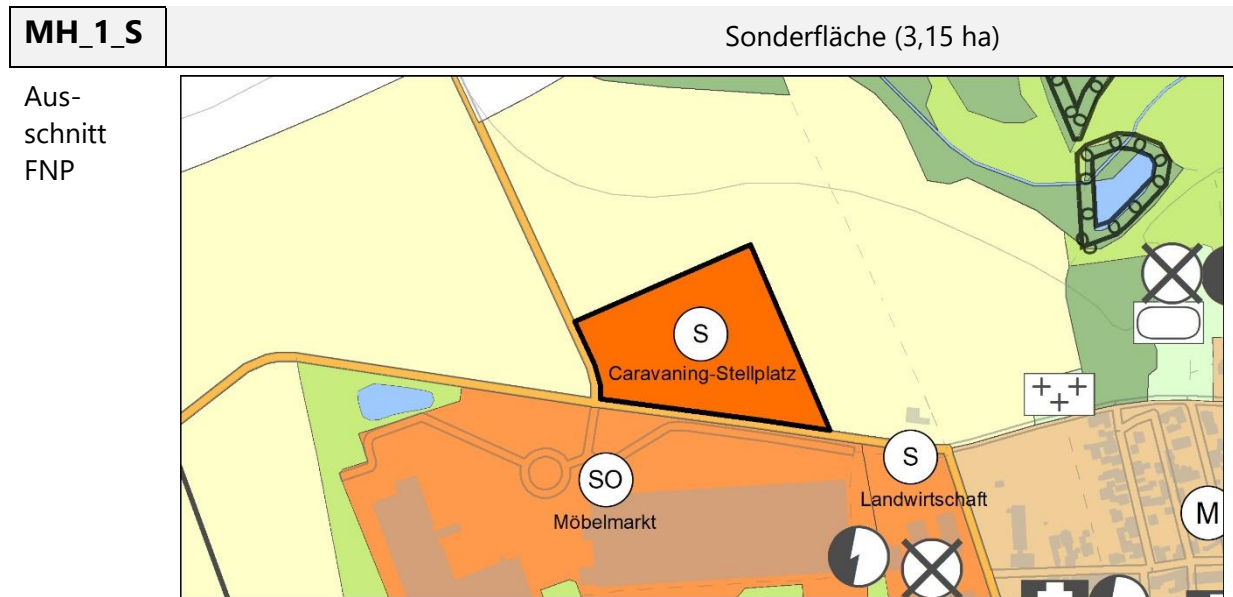 MH_1_S
Sonderfläche (3,15 ha)
Aus-
schnitt
FNP
S
Caravaning-Stellplatz
S
Landwirtschaft
SO
Möbelmarkt
M